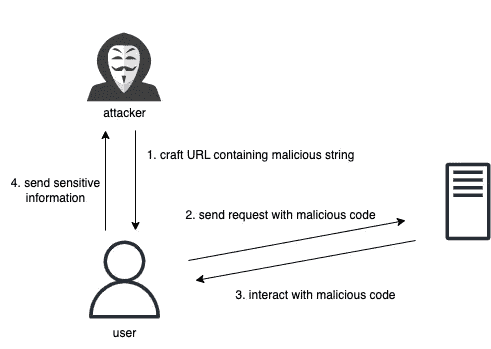 attacker
1. craft URL containing malicious string
4. send sensitive
information
2. send request with malicious code
3. interact with malicious code
user